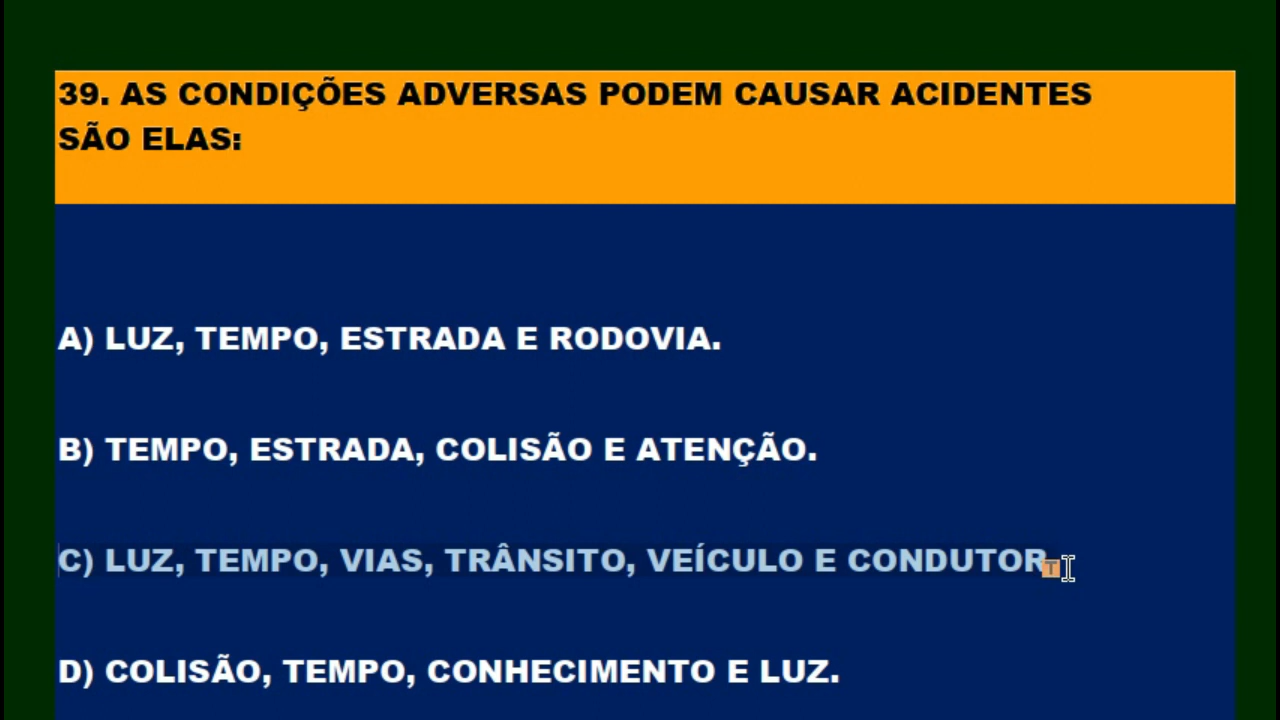 39. AS CONDIÇÕES ADVERSAS PODEM CAUSAR ACIDENTES
SÃO ELAS:
A) LUZ, TEMPO, ESTRADA E RODOVIA.
B) TEMPO, ESTRADA, COLISÃO E ATENÇÃO.
C) LUZ, TEMPO, VIAS, TRÂNSITO, VEÍCULO E CONDUTOR
D) COLISÃO, TEMPO, CONHECIMENTO E LUZ.